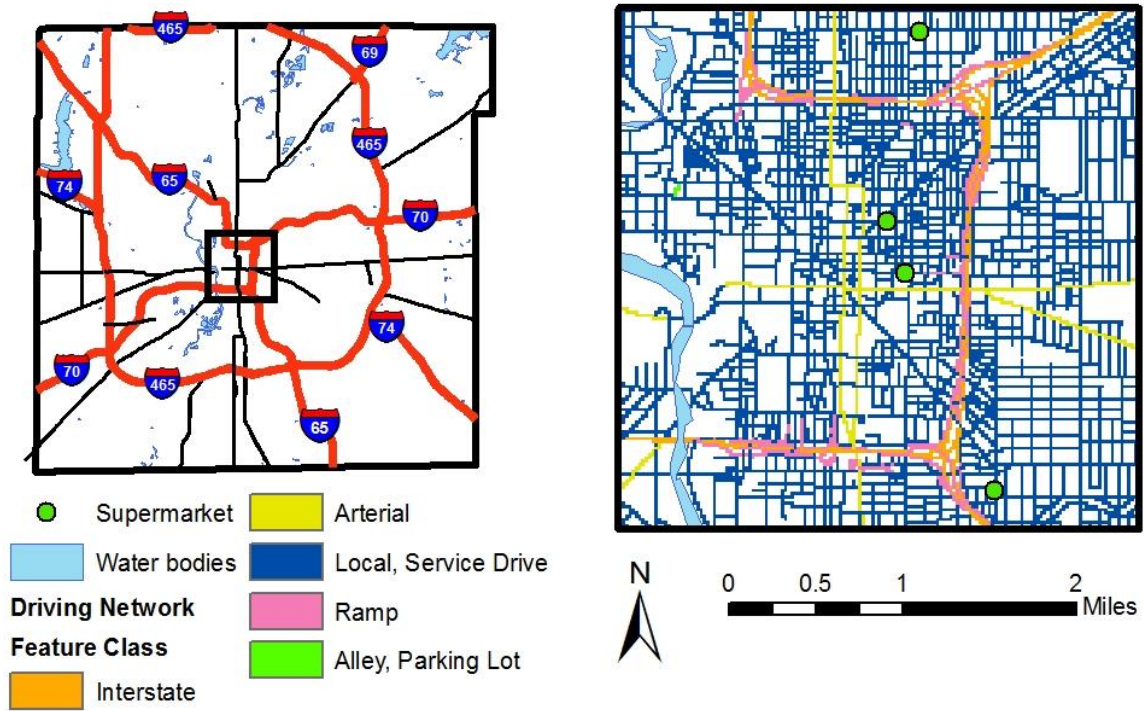 465
69
465
74
65
70
74
70
465
65
Supermarket
Water bodies
Driving Network
Feature Class
Interstate
Arterial
Local, Service Drive
Ramp
Alley, Parking Lot
N
0 0.5 1 2
Miles